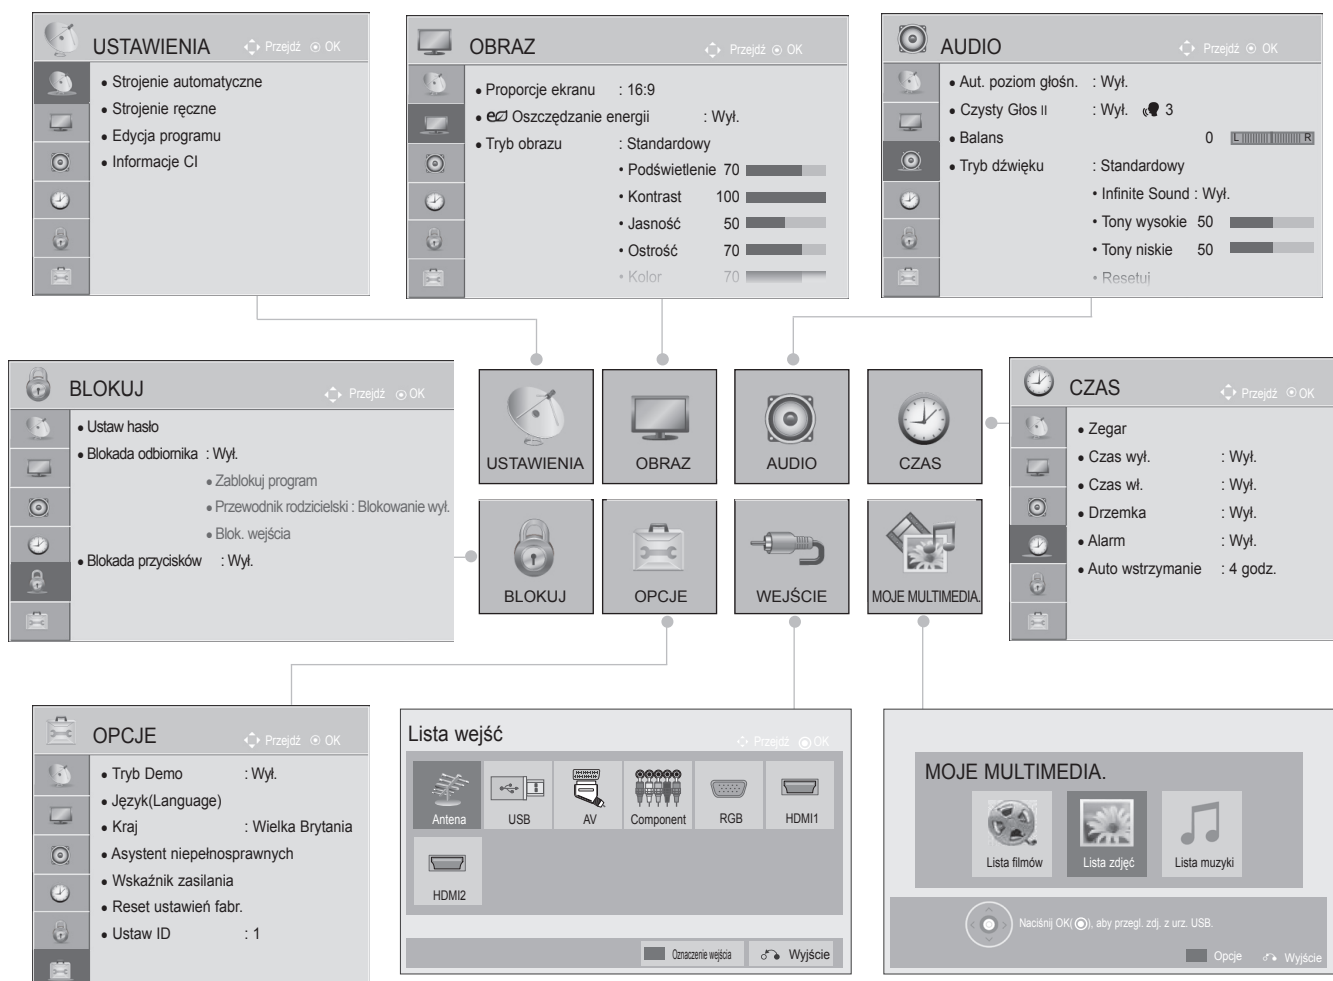 USTAWIENIA Przejdź OK
• Strojenie automatyczne
• Strojenie ręczne
• Edycja programu
• Informacje CI
OBRAZ Przejdź OK
• Proporcje ekranu : 16:9
• Oszczędzanie energii : Wył.
• Tryb obrazu : Standardowy
• Podświetlenie 70
• Kontrast 100
• Jasność 50
• Ostrość 70
• Kolor 70
AUDIO Przejdź OK
• Aut. poziom głośn. : Wył.
• Czysty Głos II : Wył. 3
• Balans 0 L R
• Tryb dźwięku : Standardowy
• Infinite Sound : Wył.
• Tony wysokie 50
• Tony niskie 50
• Resetuj
BLOKUJ Przejdź OK
• Ustaw hasło
• Blokada odbiornika : Wył.
• Zablokuj program
• Przewodnik rodzicielski : Blokowanie wył.
• Blok. wejścia
• Blokada przycisków : Wył.
USTAWIENIA
OBRAZ
AUDIO
CZAS
BLOKUJ
OPCJE
WEJŚCIE
MOJE MULTIMEDIA.
CZAS Przejdź OK
• Zegar
• Czas wył. : Wył.
• Czas wł. : Wył.
• Drzemka : Wył.
• Alarm : Wył.
• Auto wstrzymanie : 4 godz.
OPCJE Przejdź OK
• Tryb Demo : Wył.
• Język(Language)
• Kraj : Wielka Brytania
• Asystent niepełnosprawnych
• Wskaźnik zasilania
• Reset ustawień fabr.
• Ustaw ID : 1
Lista wejść Przejdź OK
Antena USB AV Component RGB HDMI1
HDMI2
Oznaczenie wejścia Wyjście
MOJE MULTIMEDIA.
Lista filmów Lista zdjęć Lista muzyki
Naciśnij OK(), aby przegl. zdj. z urz. USB.
Opcje Wyjście